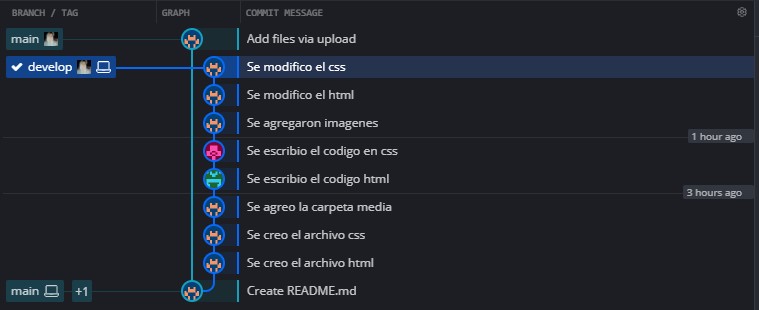 BRANCH / TAG GRAPH COMMIT MESSAGE
main Add files via upload
develop Se modifico el css
Se modifico el html
Se agregaron imagenes
1 hour ago
Se escribio el codigo en css
Se escribio el codigo html
3 hours ago
Se agreo la carpeta media
Se creo el archivo css
Se creo el archivo html
main +1 Create README.md